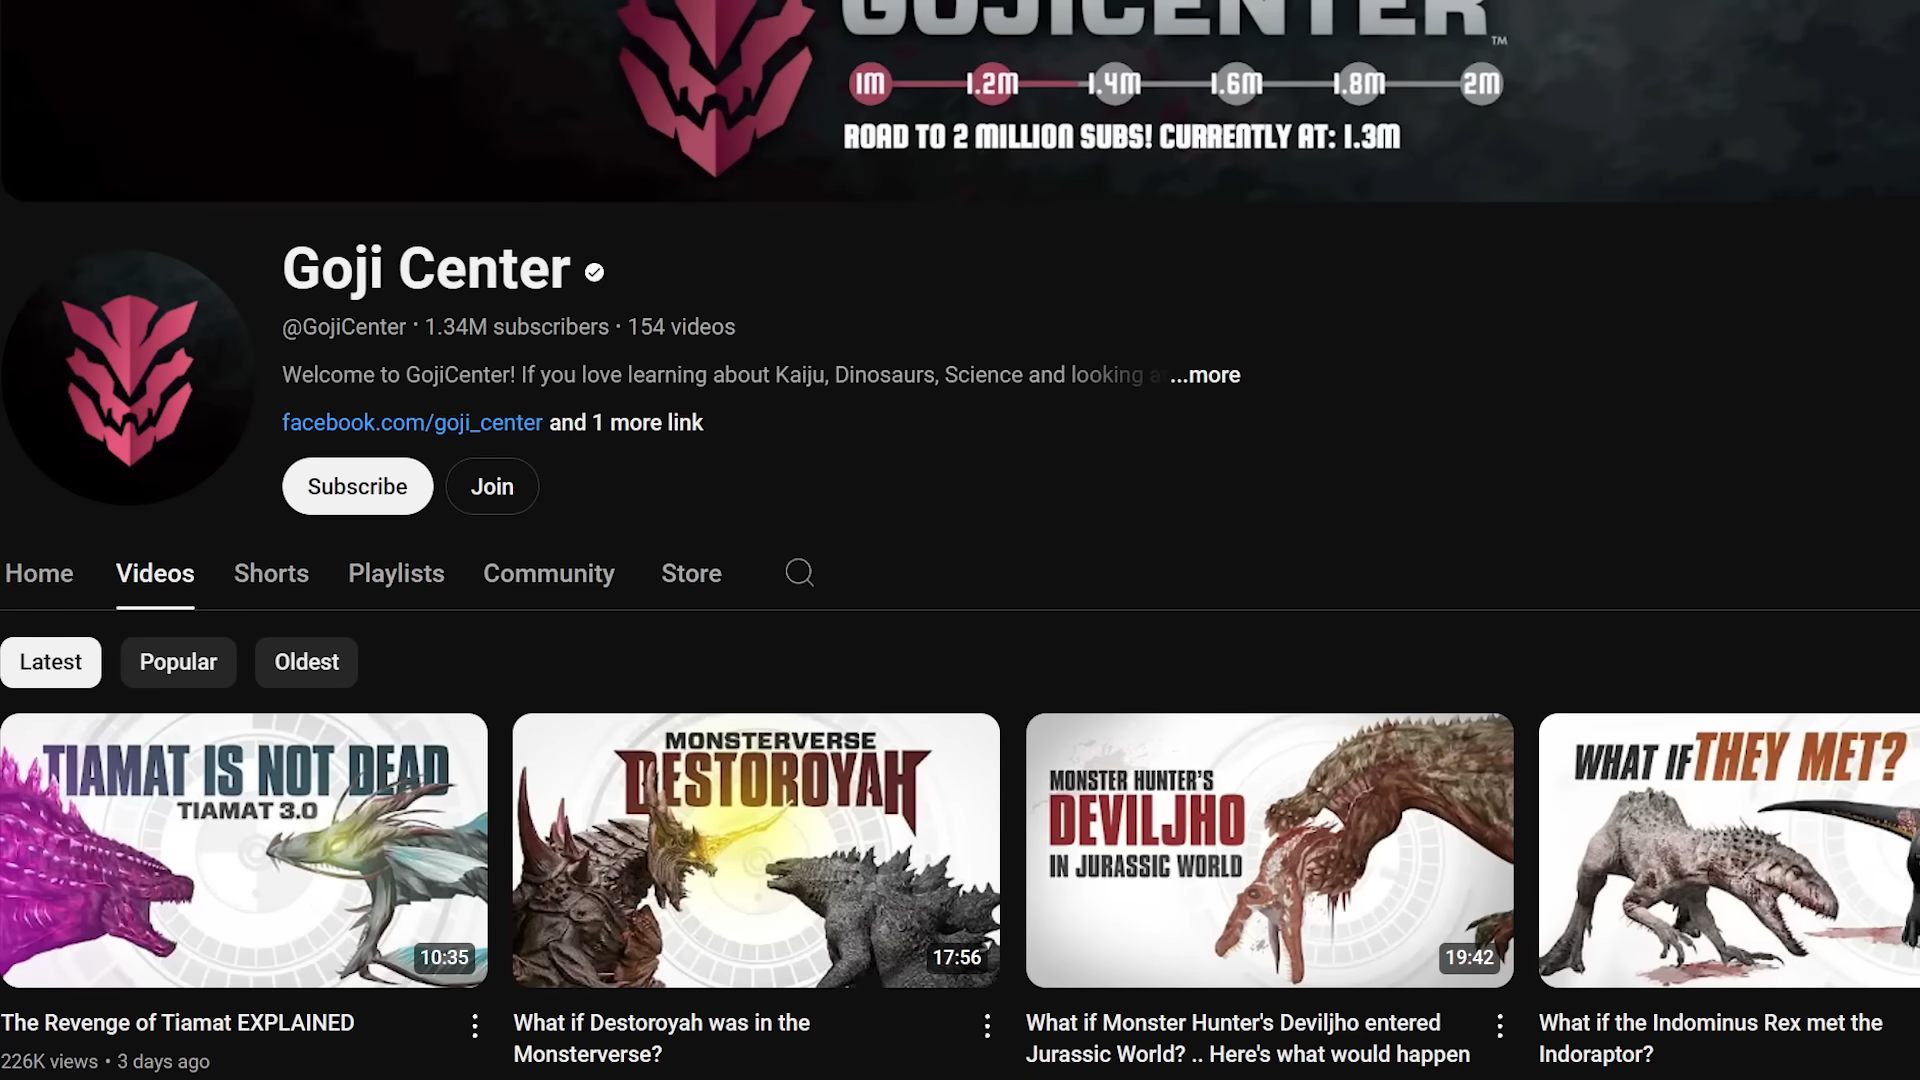 GOJICENTER™
1M 1.2M 1.4M 1.6M 1.8M 2M
ROAD TO 2 MILLION SUBS! CURRENTLY AT: 1.3M
Goji Center
@GojiCenter · 1.34M subscribers · 154 videos
Welcome to GojiCenter! If you love learning about Kaiju, Dinosaurs, Science and looking a ...more
facebook.com/goji_center and 1 more link
Subscribe Join
Home Videos Shorts Playlists Community Store
Latest Popular Oldest
TIAMAT IS NOT DEAD
TIAMAT 3.0
10:35
MONSTERVERSE
DESTOROYAH
17:56
MONSTER HUNTER'S
DEVILJHO
IN JURASSIC WORLD
19:42
WHAT IF THEY MET?
The Revenge of Tiamat EXPLAINED
226K views · 3 days ago
What if Destoroyah was in the
Monsterverse?
What if Monster Hunter's Deviljho entered
Jurassic World? .. Here's what would happen
What if the Indominus Rex met the
Indoraptor?